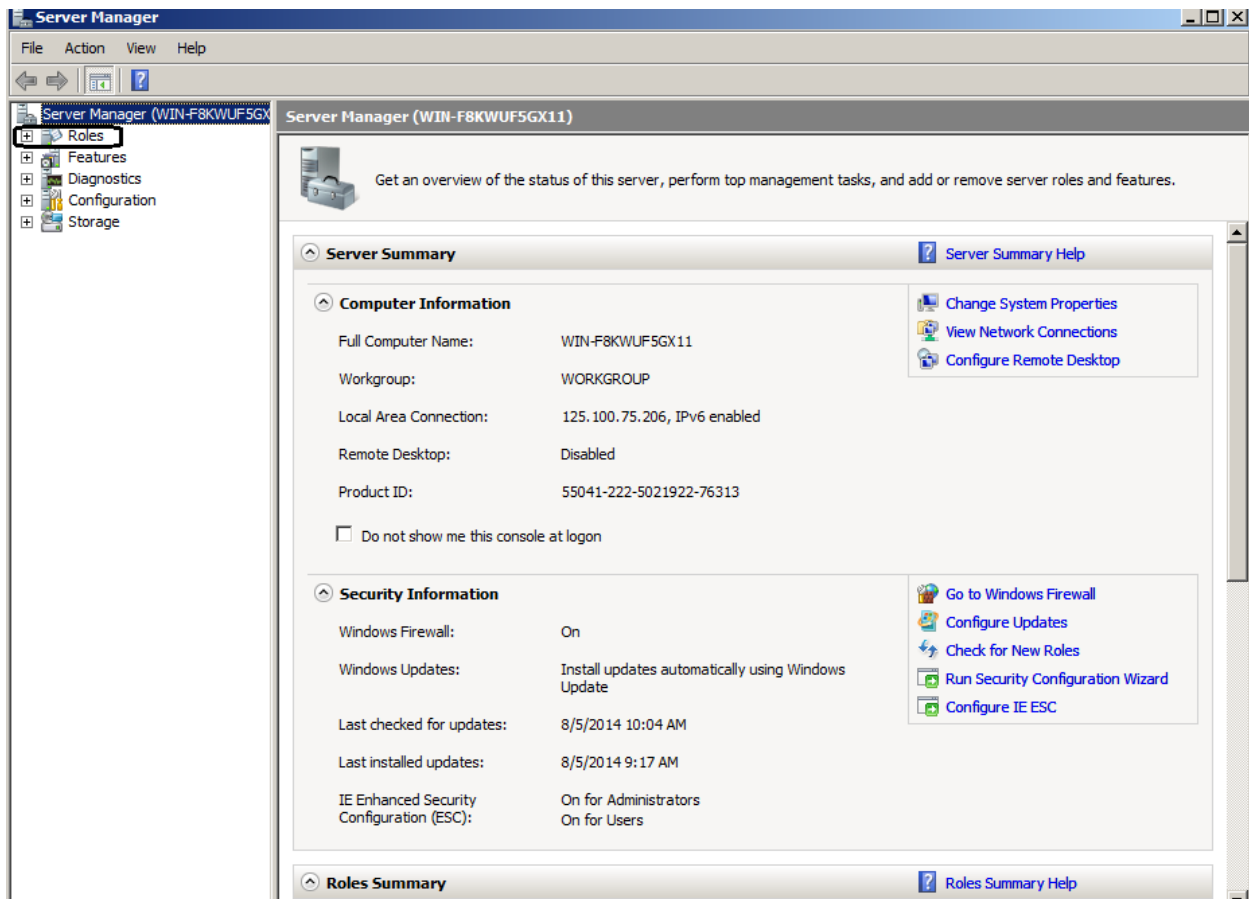 Server Manager
File Action View Help
Server Manager (WIN-F8KWUF5GX
Roles
Features
Diagnostics
Configuration
Storage
Server Manager (WIN-F8KWUF5GX11)
Get an overview of the status of this server, perform top management tasks, and add or remove server roles and features.
Server Summary
Server Summary Help
Computer Information
Full Computer Name: WIN-F8KWUF5GX11
Workgroup: WORKGROUP
Local Area Connection: 125.100.75.206, IPv6 enabled
Remote Desktop: Disabled
Product ID: 55041-222-5021922-76313
Do not show me this console at logon
Change System Properties
View Network Connections
Configure Remote Desktop
Security Information
Windows Firewall: On
Windows Updates: Install updates automatically using Windows
Update
Last checked for updates: 8/5/2014 10:04 AM
Last installed updates: 8/5/2014 9:17 AM
IE Enhanced Security On for Administrators
Configuration (ESC): On for Users
Go to Windows Firewall
Configure Updates
Check for New Roles
Run Security Configuration Wizard
Configure IE ESC
Roles Summary
Roles Summary Help